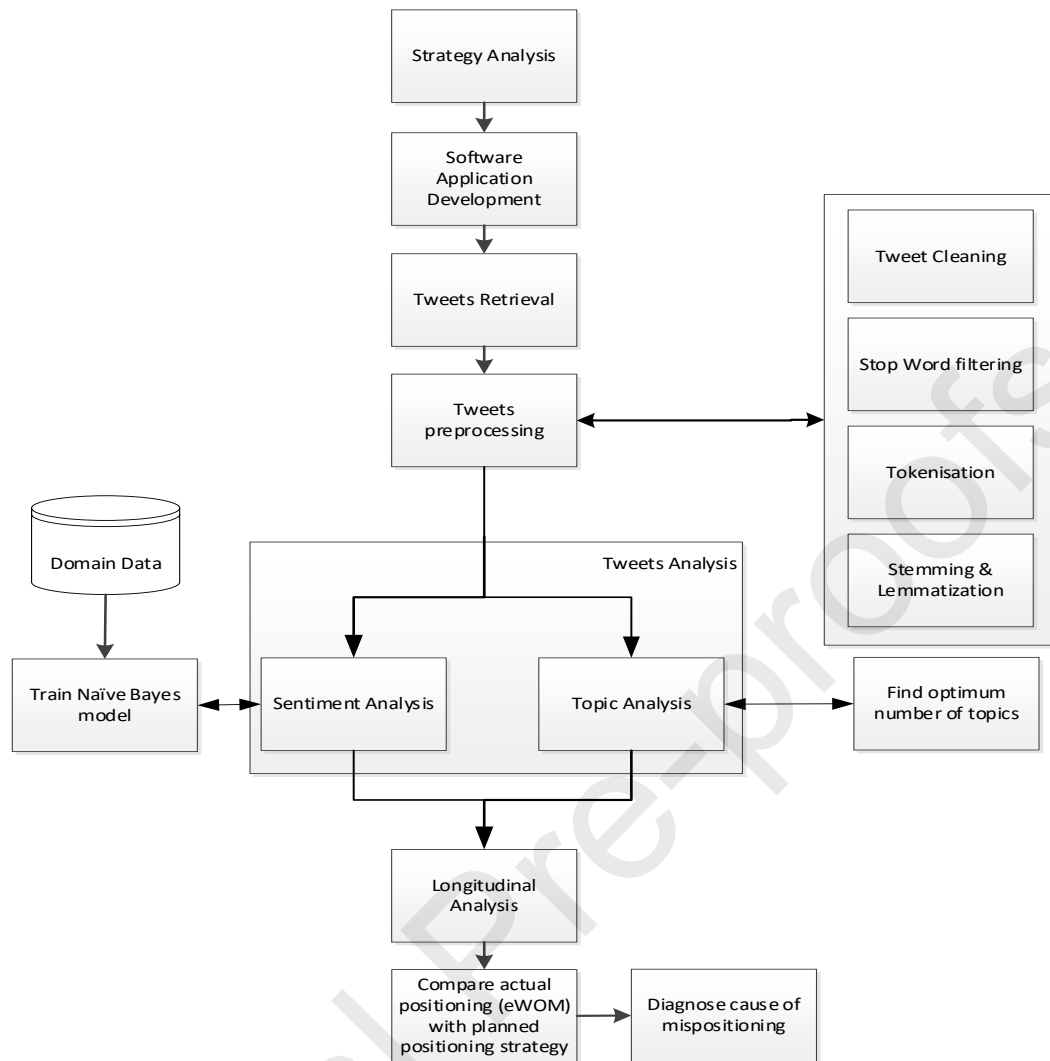 Strategy Analysis
Software
Application
Development
Tweets Retrieval
Tweets
preprocessing
Tweet Cleaning
Stop Word filtering
Tokenisation
Stemming &
Lemmatization
Domain Data
Train Naïve Bayes
model
Tweets Analysis
Sentiment Analysis
Topic Analysis
Find optimum
number of topics
Longitudinal
Analysis
Compare actual
positioning (eWOM)
with planned
positioning strategy
Diagnose cause of
mispositioning
l Pre-proofs